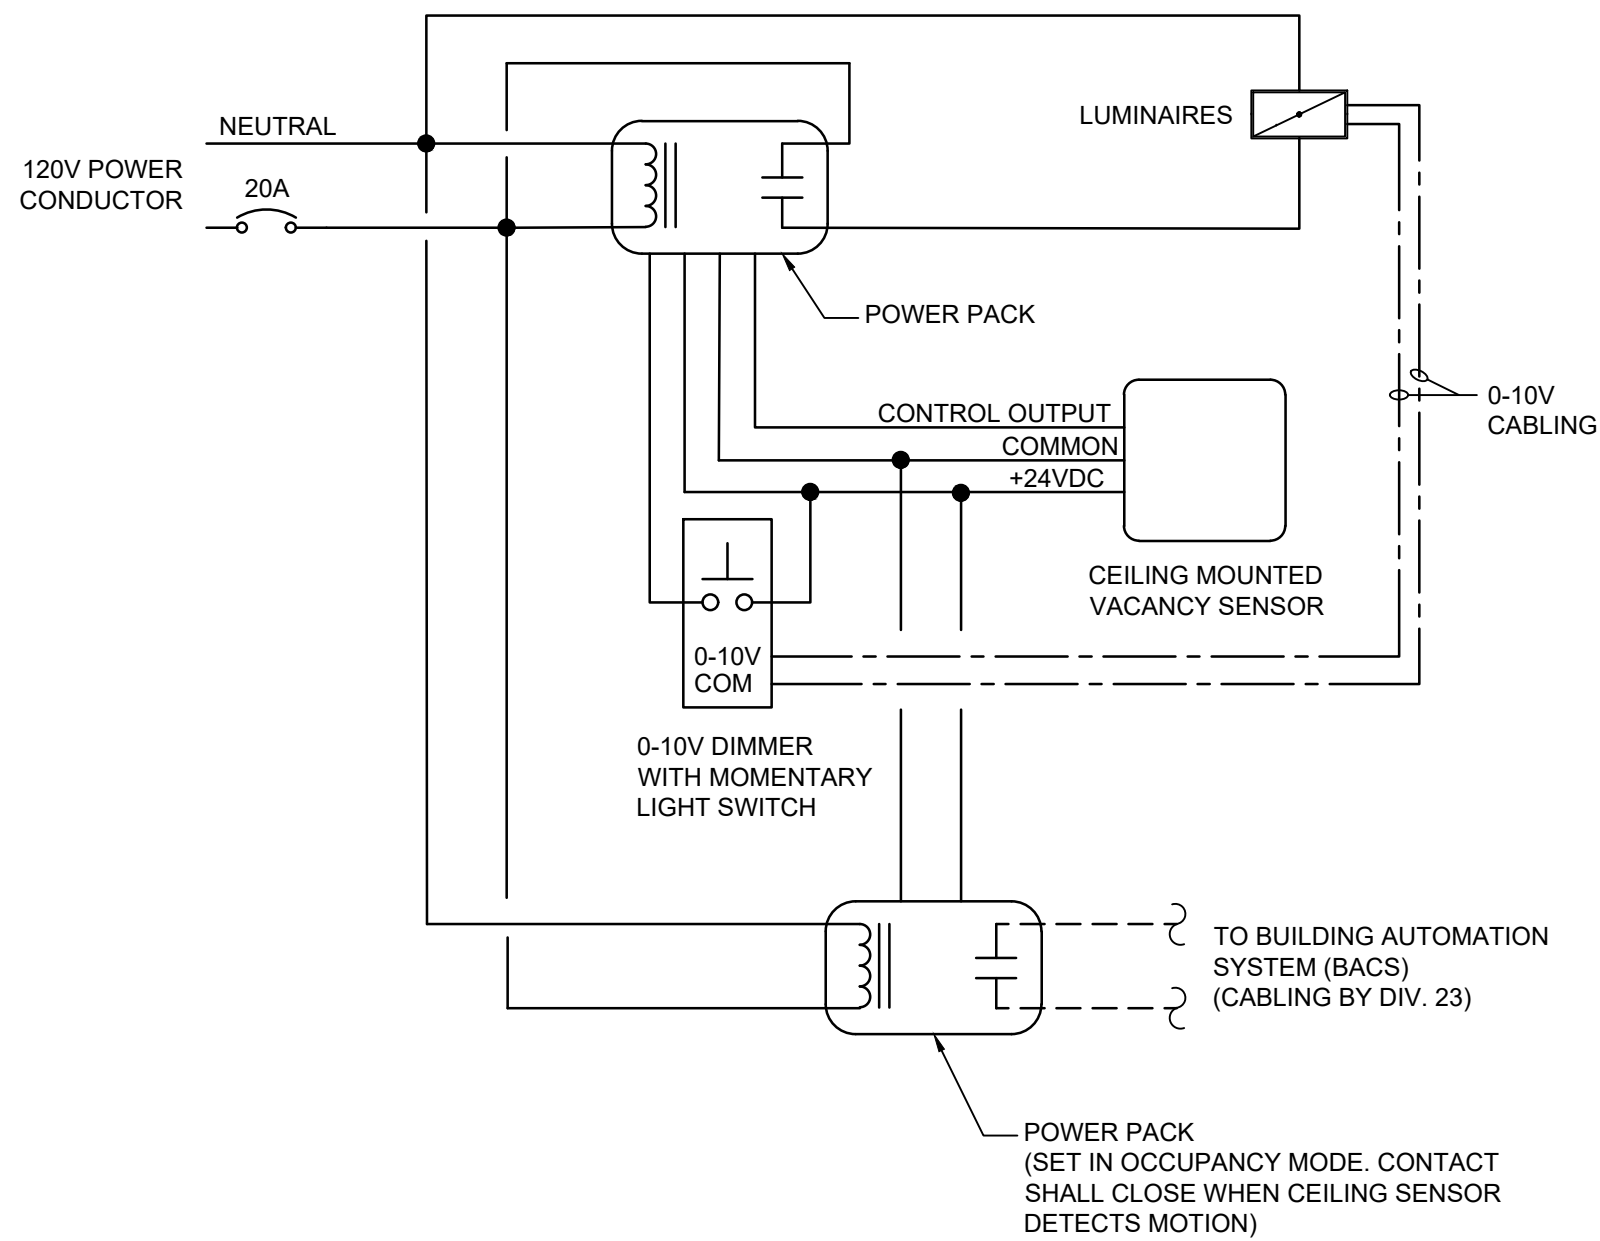 NEUTRAL
120V POWER
CONDUCTOR
20A
LUMINAIRES
POWER PACK
0-10V
CABLING
CONTROL OUTPUT
COMMON
+24VDC
CEILING MOUNTED
VACANCY SENSOR
0-10V
COM
0-10V DIMMER
WITH MOMENTARY
LIGHT SWITCH
TO BUILDING AUTOMATION
SYSTEM (BACS)
(CABLING BY DIV. 23)
POWER PACK
(SET IN OCCUPANCY MODE. CONTACT
SHALL CLOSE WHEN CEILING SENSOR
DETECTS MOTION)